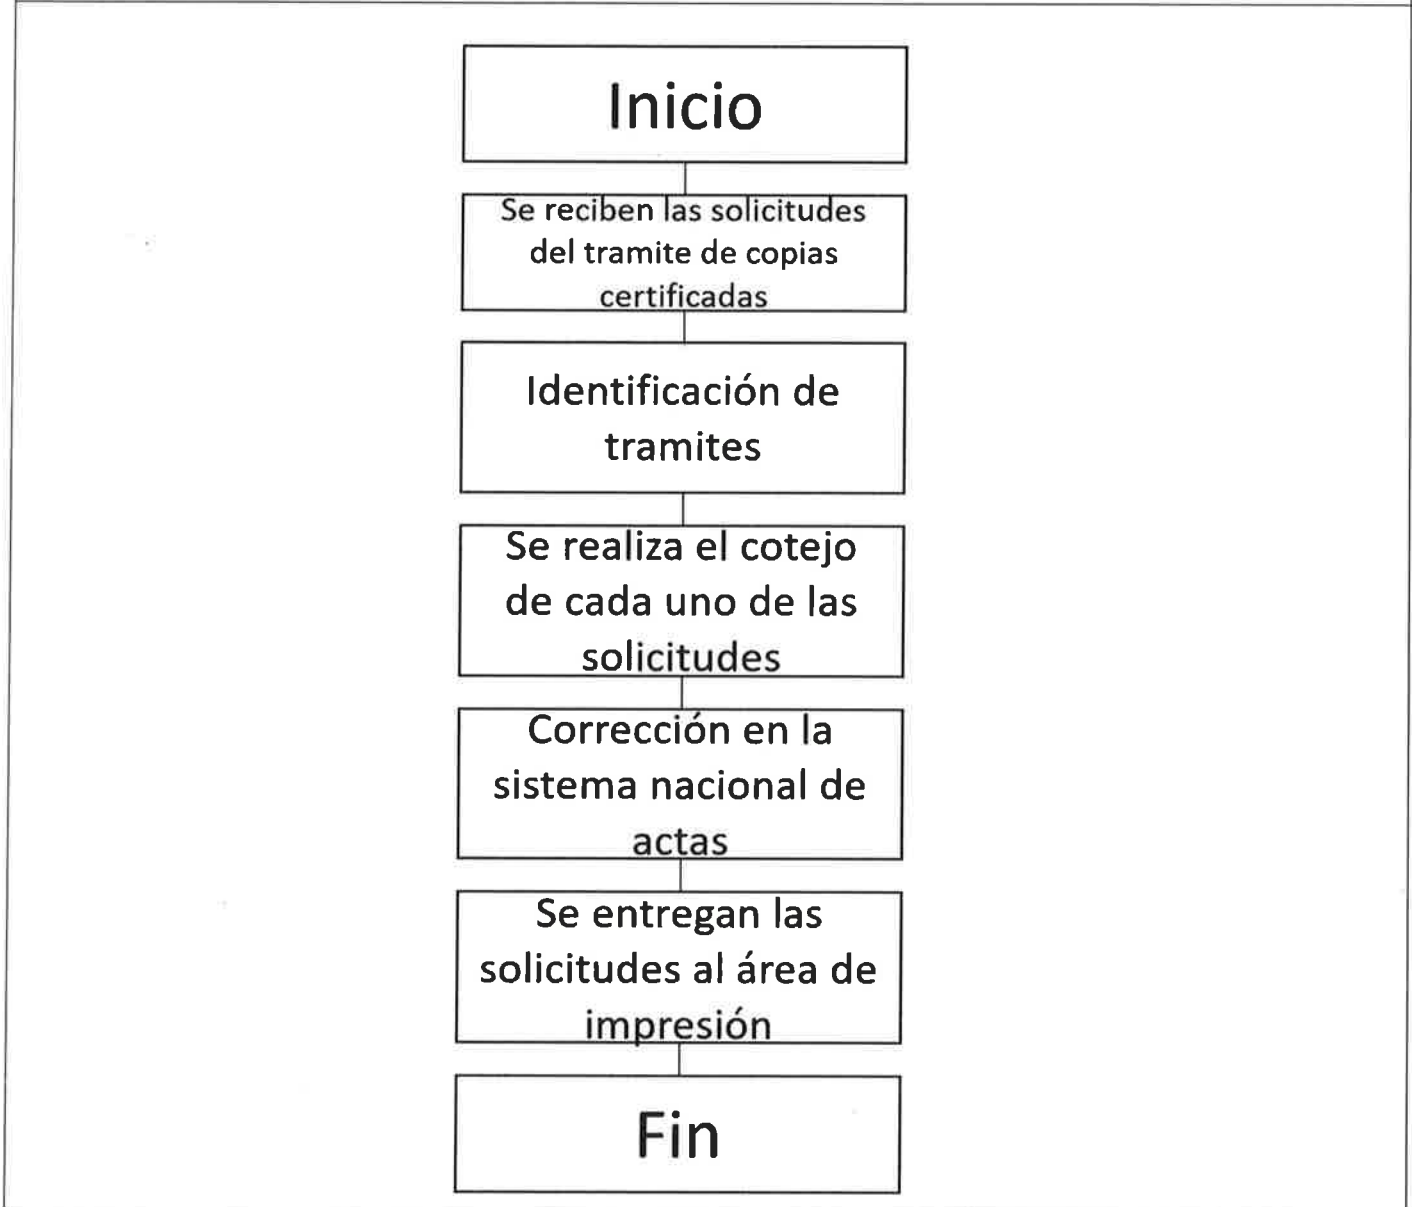 Inicio
Se reciben las solicitudes
del tramite de copias
certificadas
Identificación de
tramites
Se realiza el cotejo
de cada uno de las
solicitudes
Corrección en la
sistema nacional de
actas
Se entregan las
solicitudes al área de
impresión
Fin